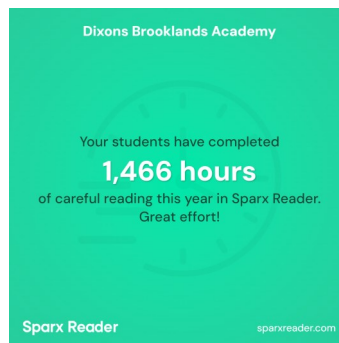 Dixons Brooklands Academy
Your students have completed
1,466 hours
of careful reading this year in Sparx Reader.
Great effort!
Sparx Reader
sparxreader.com